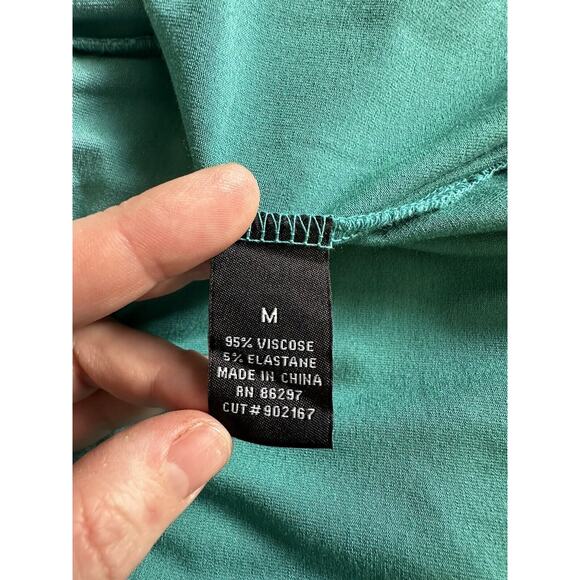 M
95% VISCOSE
5% ELASTANE
MADE IN CHINA
RN 86297
CUT# 902167